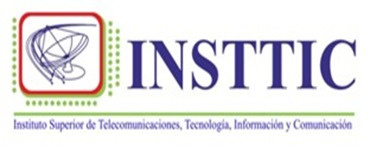 INSTTIC
Instituto Superior de Telecomunicaciones, Tecnología, Información y Comunicación